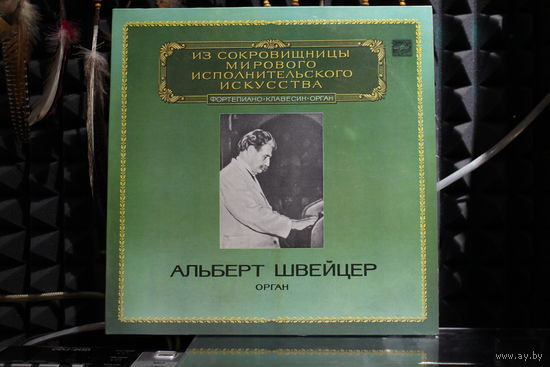 ИЗ СОКРОВИЩНИЦЫ
МИРОВОГО
ИСПОЛНИТЕЛЬСКОГО
ИСКУССТВА
ФОРТЕПИАНО•КЛАВЕСИН•ОРГАН
АЛЬБЕРТ ШВЕЙЦЕР
ОРГАН
www.ay.by